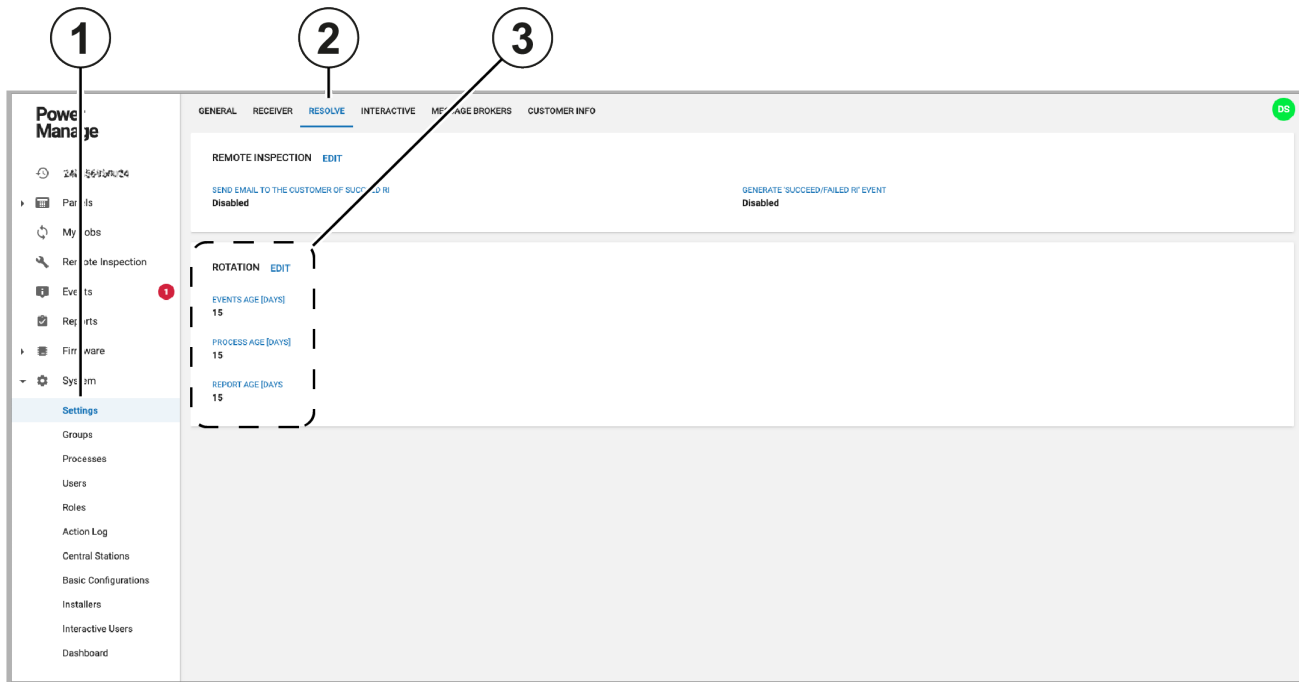 1
2
3
Power
Manage
GENERAL RECEIVER RESOLVE INTERACTIVE MESSAGE BROKERS CUSTOMER INFO
DS
REMOTE INSPECTION EDIT
SEND EMAIL TO THE CUSTOMER OF SUCCEED RI
Disabled
GENERATE 'SUCCEED/FAILED RI' EVENT
Disabled
ROTATION EDIT
EVENTS AGE [DAYS]
15
PROCESS AGE [DAYS]
15
REPORT AGE [DAYS
15
Panels
My Jobs
Remote Inspection
Events 1
Reports
Firmware
System
Settings
Groups
Processes
Users
Roles
Action Log
Central Stations
Basic Configurations
Installers
Interactive Users
Dashboard